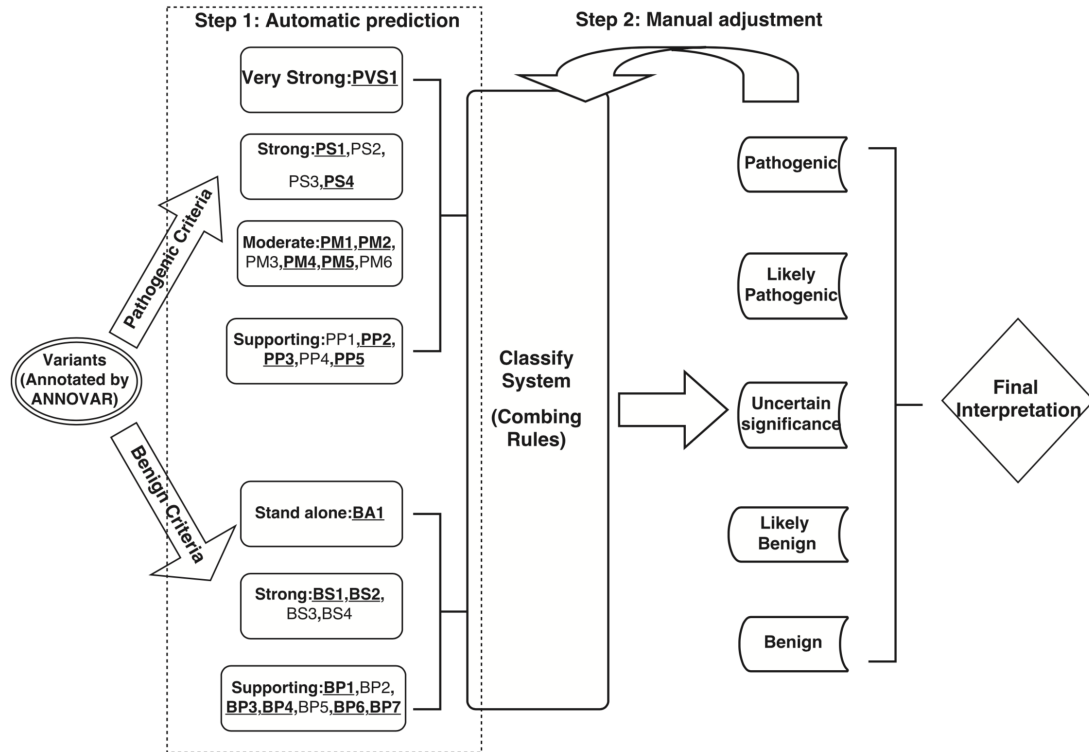 Step 1: Automatic prediction
Step 2: Manual adjustment
Very Strong:PVS1
Strong:PS1,PS2,
PS3,PS4
Moderate:PM1,PM2,
PM3,PM4,PM5,PM6
Supporting:PP1,PP2,
PP3,PP4,PP5
Pathogenic Criteria
Variants
(Annotated by
ANNOVAR)
Benign Criteria
Stand alone:BA1
Strong:BS1,BS2,
BS3,BS4
Supporting:BP1,BP2,
BP3,BP4,BP5,BP6,BP7
Classify
System
(Combing
Rules)
Pathogenic
Likely
Pathogenic
Uncertain
significance
Likely
Benign
Benign
Final
Interpretation